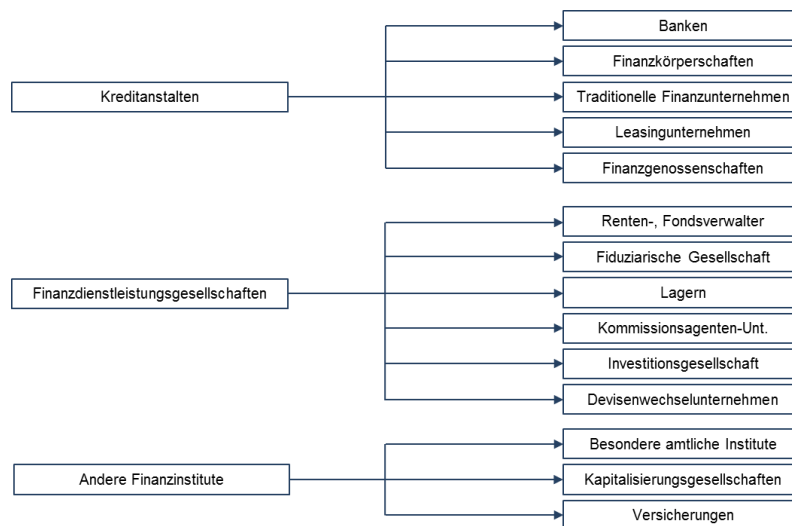 Kreditanstalten
Banken
Finanzkörperschaften
Traditionelle Finanzunternehmen
Leasingunternehmen
Finanzgenossenschaften
Finanzdienstleistungsgesellschaften
Renten-, Fondsverwalter
Fiduziarische Gesellschaft
Lagern
Kommissionsagenten-Unt.
Investitionsgesellschaft
Devisenwechselunternehmen
Andere Finanzinstitute
Besondere amtliche Institute
Kapitalisierungsgesellschaften
Versicherungen